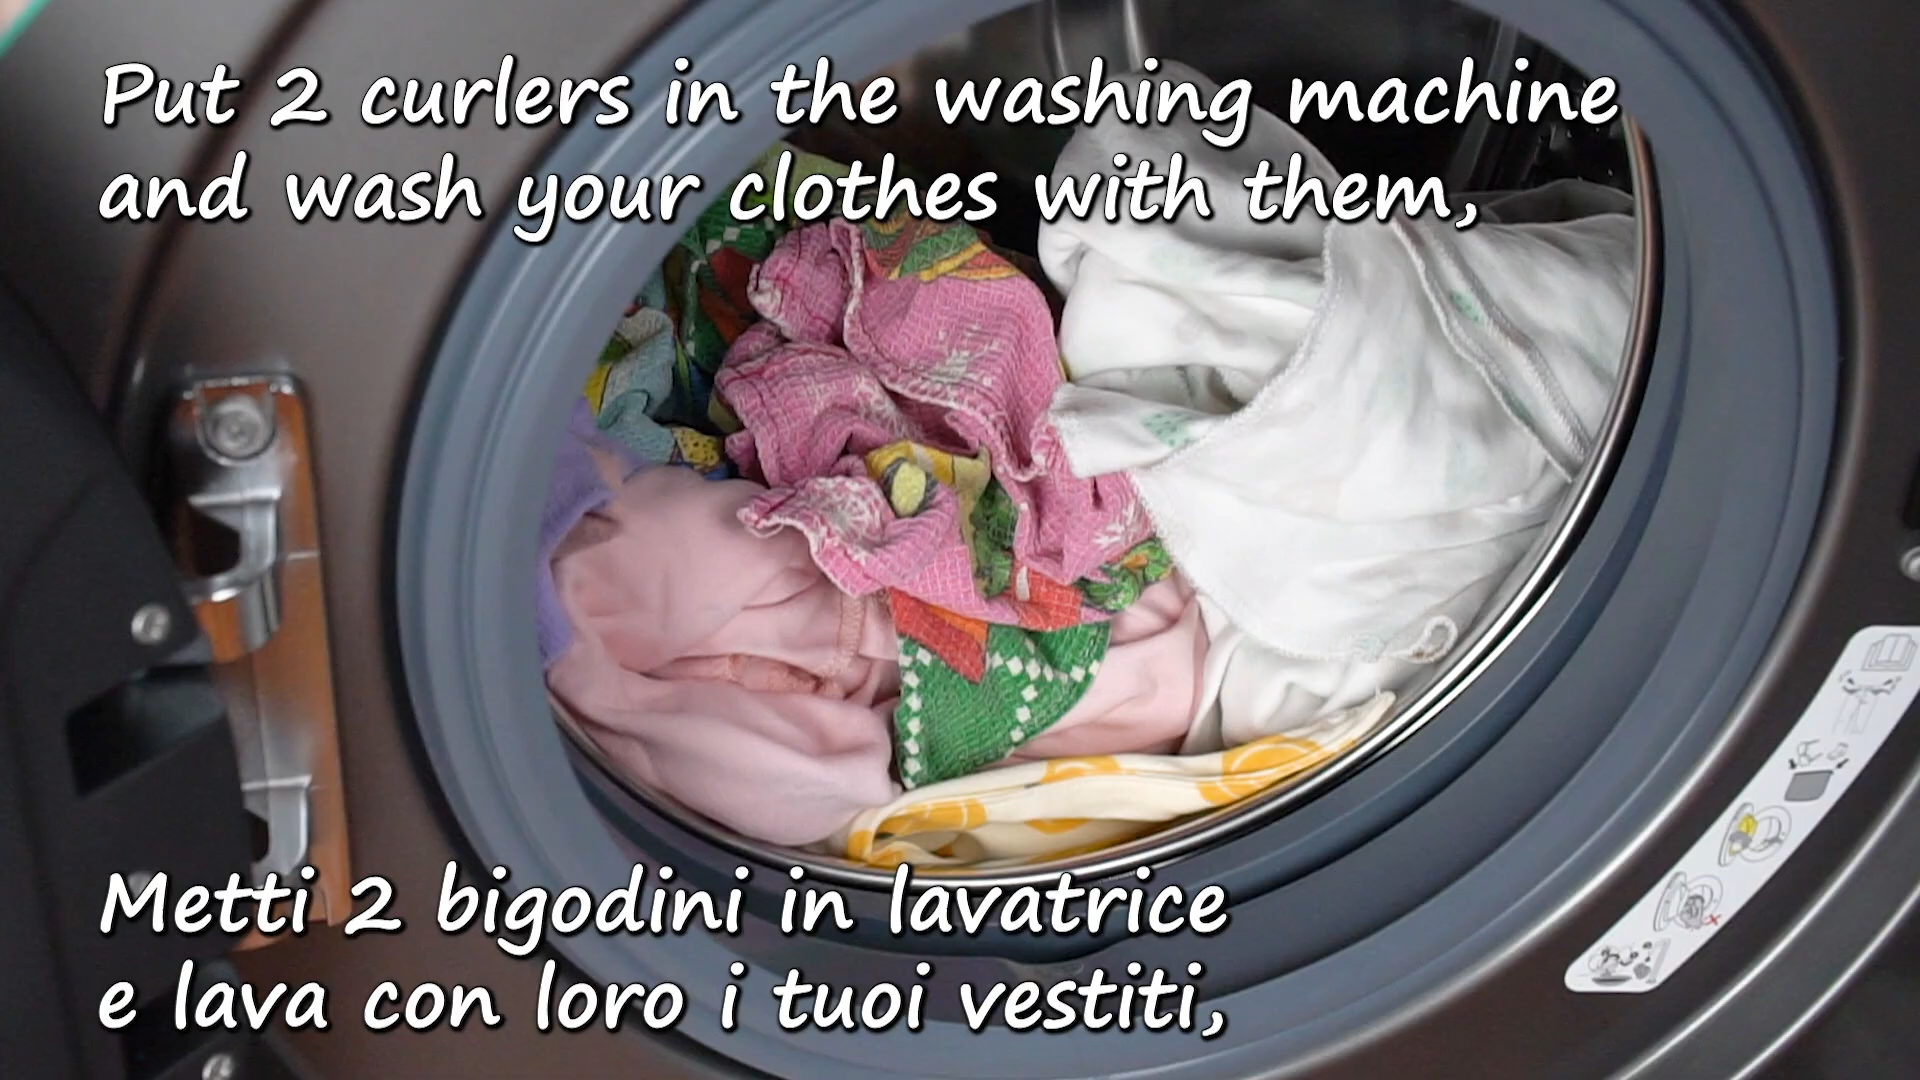 Put 2 curlers in the washing machine
and wash your clothes with them,
Metti 2 bigodini in lavatrice
e lava con loro i tuoi vestiti,